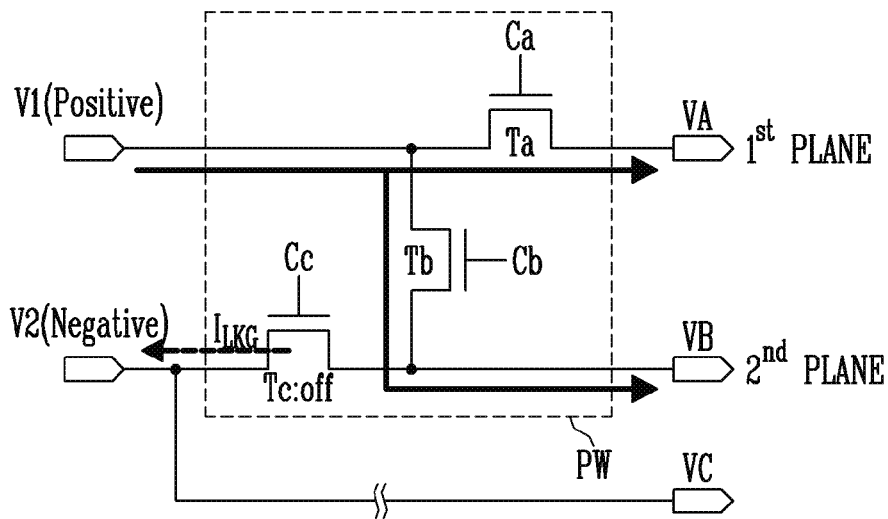 Ca
V1(Positive)
VA
1st PLANE
Ta
Tb
Cb
Cc
V2(Negative)
ILKG
VB
2nd PLANE
Tc:off
PW
VC